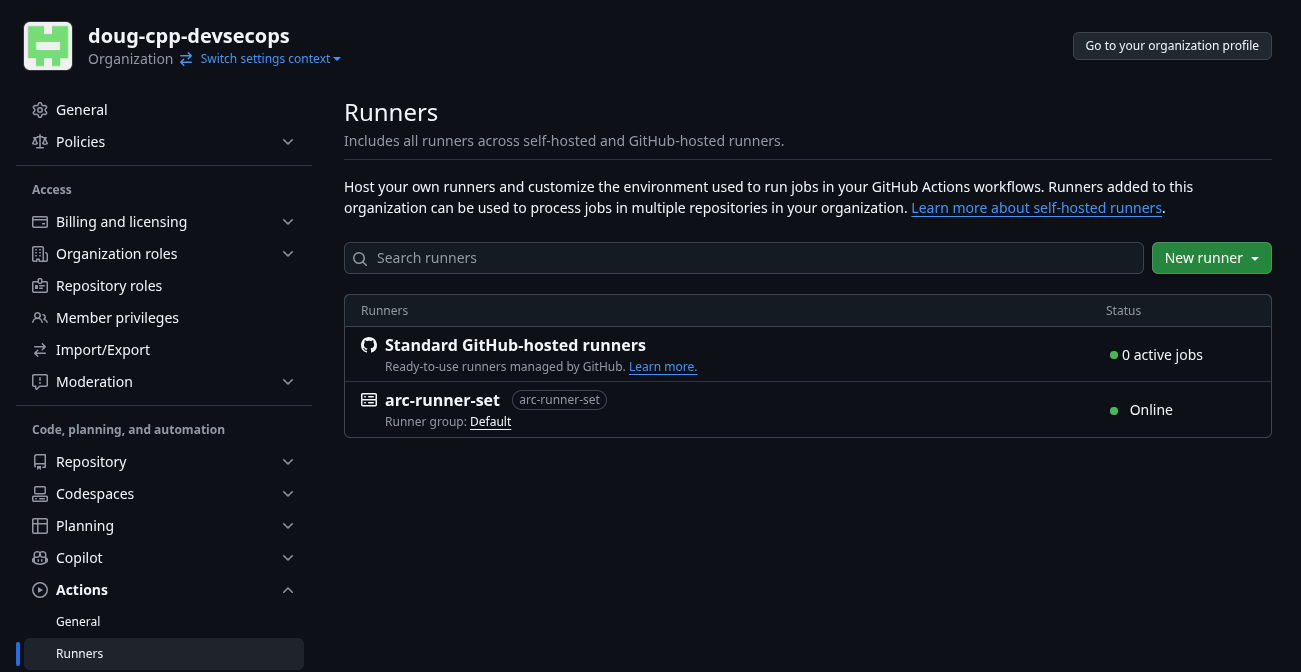 doug-cpp-devsecops
Organization Switch settings context
Go to your organization profile
General
Policies
Access
Billing and licensing
Organization roles
Repository roles
Member privileges
Import/Export
Moderation
Code, planning, and automation
Repository
Codespaces
Planning
Copilot
Actions
General
Runners
Runners
Includes all runners across self-hosted and GitHub-hosted runners.
Host your own runners and customize the environment used to run jobs in your GitHub Actions workflows. Runners added to this
organization can be used to process jobs in multiple repositories in your organization. Learn more about self-hosted runners.
Search runners
New runner
Runners Status
Standard GitHub-hosted runners
Ready-to-use runners managed by GitHub. Learn more.
0 active jobs
arc-runner-set arc-runner-set
Runner group: Default
Online